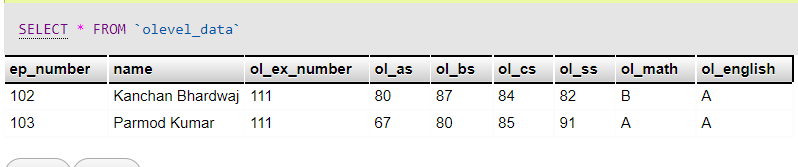 SELECT * FROM `olevel_data`
ep_number name ol_ex_number ol_as ol_bs ol_cs ol_ss ol_math ol_english
102 Kanchan Bhardwaj 111 80 87 84 82 B A
103 Parmod Kumar 111 67 80 85 91 A A